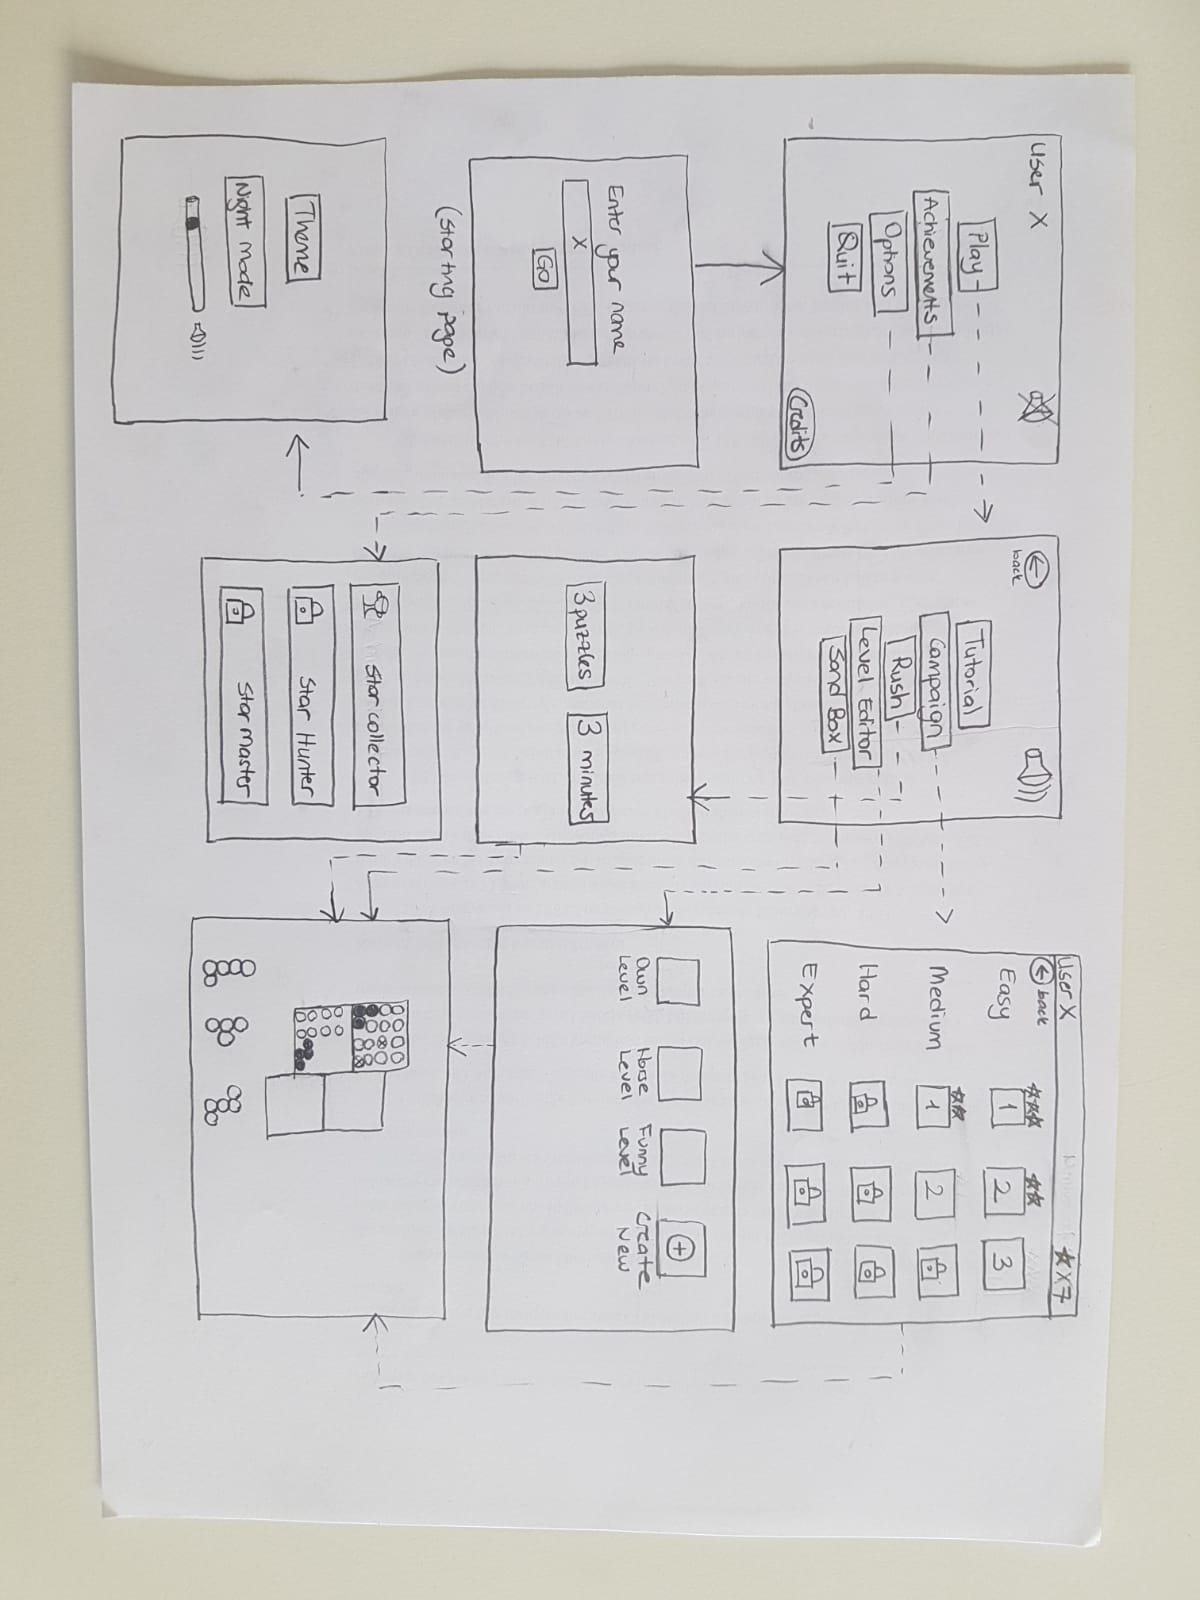 User X
Play
Achievements
Options
Quit
Credits
back
Tutorial
Campaign
Rush
Level Editor
Sand Box
User X
X7
back
Easy
1
2
3
Medium
1
2
Hard
Expert
Enter your name
X
GO
(starting page)
3 puzzles
3 minutes
Own
Level
Horse
Level
Funny
Level
Create
New
Theme
Night Mode
Star collector
Star Hunter
Star master